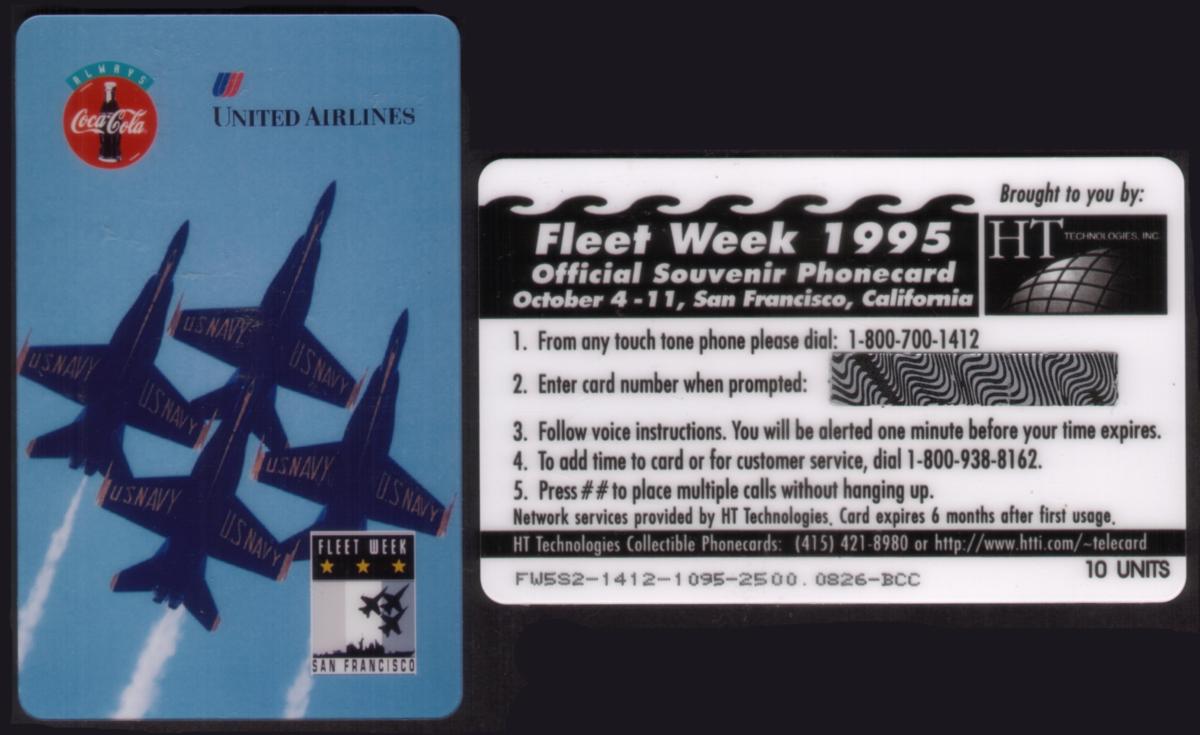 ALWAYS
Coca-Cola
UNITED AIRLINES
U.S.NAVY
U.S.NAVY
U.S.NAVY
U.S.NAVY
U.S.NAVY
U.S.NAVY
U.S.NAVY
U.S.NAVY
FLEET WEEK
SAN FRANCISCO
Brought to you by:
HT TECHNOLOGIES, INC.
Fleet Week 1995
Official Souvenir Phonecard
October 4-11, San Francisco, California
1. From any touch tone phone please dial: 1-800-700-1412
2. Enter card number when prompted:
3. Follow voice instructions. You will be alerted one minute before your time expires.
4. To add time to card or for customer service, dial 1-800-938-8162.
5. Press ## to place multiple calls without hanging up.
Network services provided by HT Technologies. Card expires 6 months after first usage.
HT Technologies Collectible Phonecards: (415) 421-8980 or http://www.htti.com/~telecard
FW5S2-1412-1095-2500.0826-BCC
10 UNITS